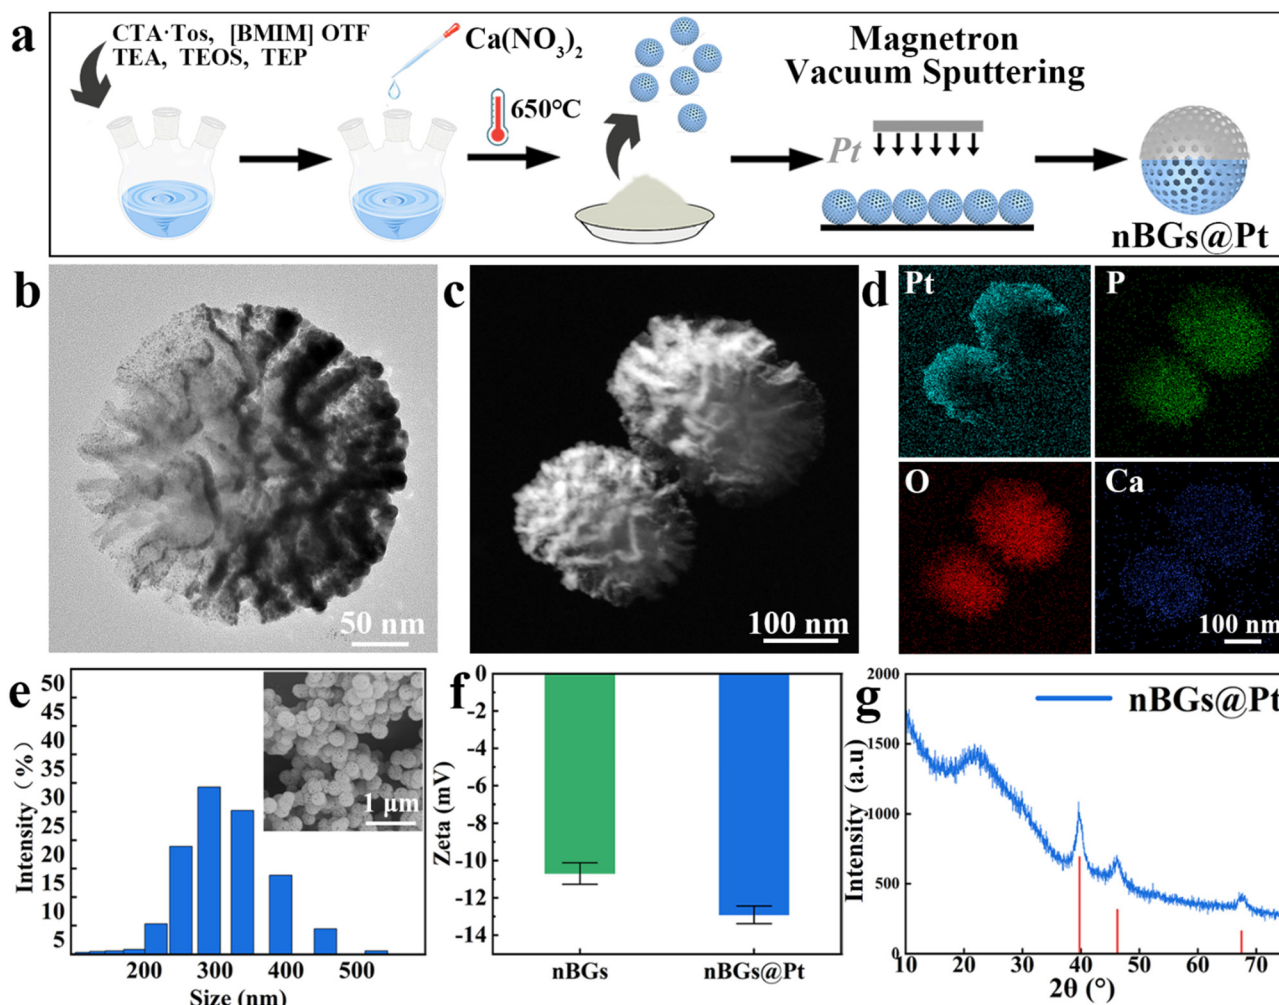 a
CTA·Tos, [BMIM] OTF
TEA, TEOS, TEP
Ca(NO3)2
650°C
Magnetron
Vacuum Sputtering
Pt
nBGs@Pt
b
50 nm
c
100 nm
d
Pt
P
O
Ca
100 nm
e
50
45
30
35
30
25
20
15
10
5
Intensity (%)
1 μm
200 300 400 500
Size (nm)
f
0
-2
-4
-6
-8
-10
-12
-14
Zeta (mV)
nBGs nBGs@Pt
g
nBGs@Pt
2000
1500
1000
500
0
Intensity (a.u)
10 20 30 40 50 60 70
2θ (°)